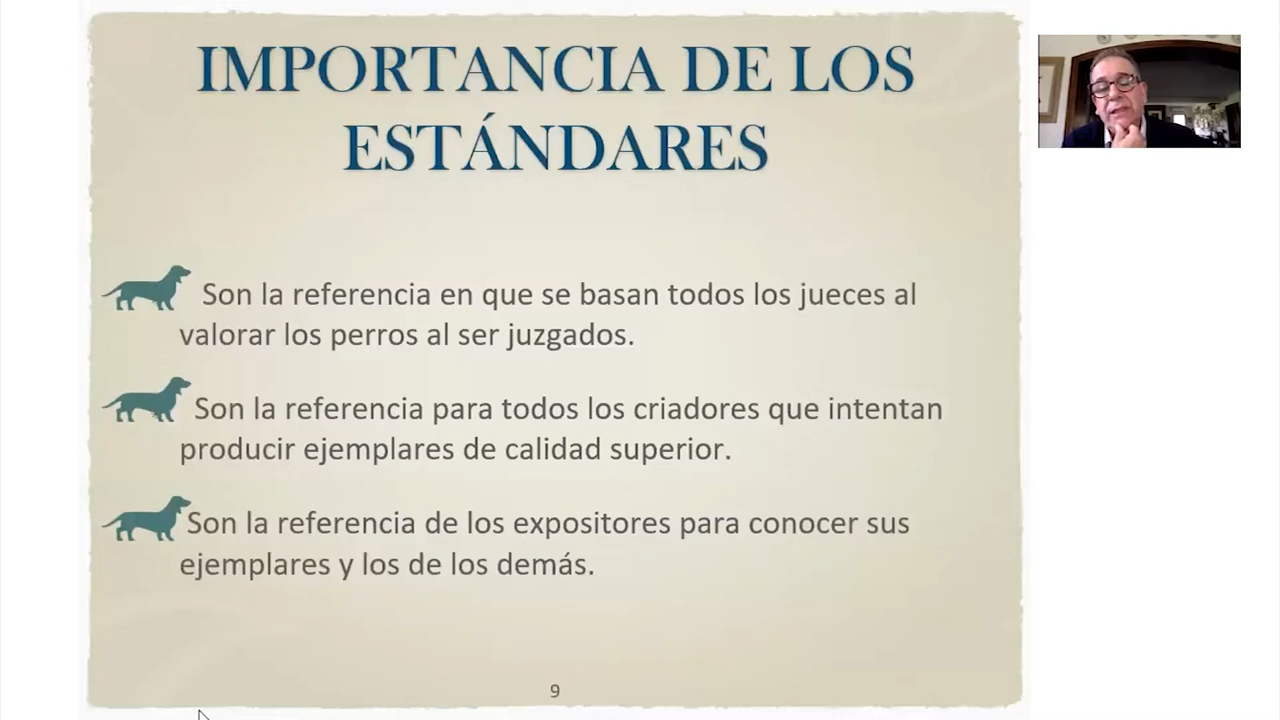 IMPORTANCIA DE LOS
ESTÁNDARES
Son la referencia en que se basan todos los jueces al
valorar los perros al ser juzgados.
Son la referencia para todos los criadores que intentan
producir ejemplares de calidad superior.
Son la referencia de los expositores para conocer sus
ejemplares y los de los demás.
9